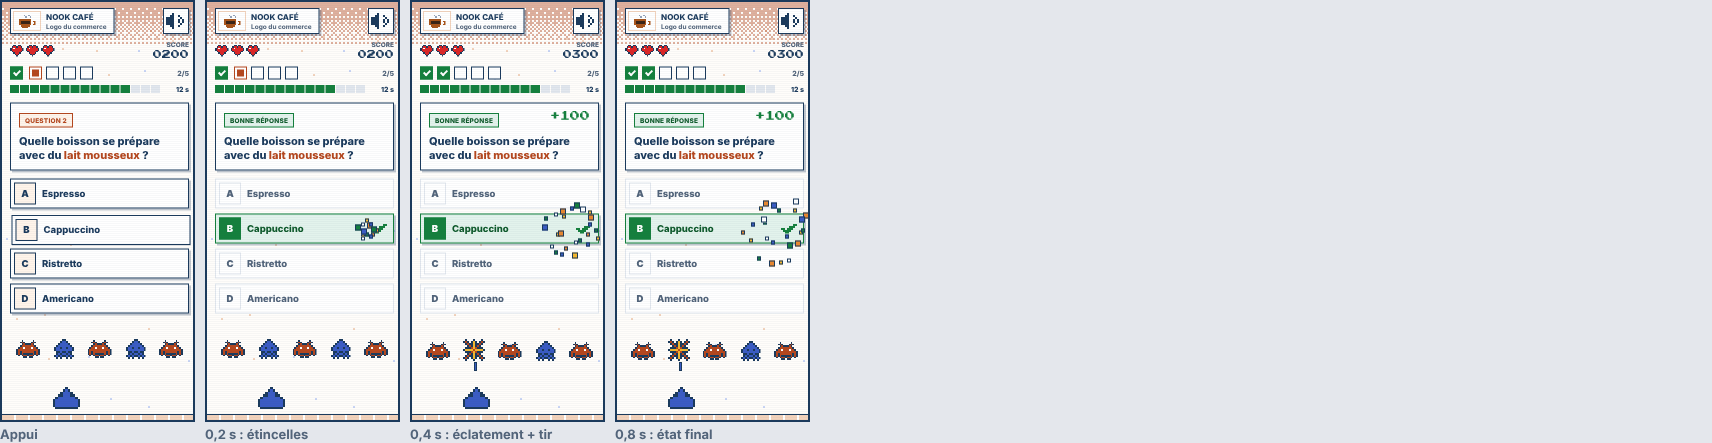 NOOK CAFÉ
Logo du commerce
SCORE
0200
2/5
12 s
QUESTION 2
Quelle boisson se prépare
avec du lait mousseux ?
A Espresso
B Cappuccino
C Ristretto
D Americano
Appui
NOOK CAFÉ
Logo du commerce
SCORE
0200
2/5
12 s
BONNE RÉPONSE
Quelle boisson se prépare
avec du lait mousseux ?
A Espresso
B Cappuccino
C Ristretto
D Americano
0,2 s : étincelles
NOOK CAFÉ
Logo du commerce
SCORE
0300
2/5
12 s
BONNE RÉPONSE
+100
Quelle boisson se prépare
avec du lait mousseux ?
A Espresso
B Cappuccino
C Ristretto
D Americano
0,4 s : éclatement + tir
NOOK CAFÉ
Logo du commerce
SCORE
0300
2/5
12 s
BONNE RÉPONSE
+100
Quelle boisson se prépare
avec du lait mousseux ?
A Espresso
B Cappuccino
C Ristretto
D Americano
0,8 s : état final